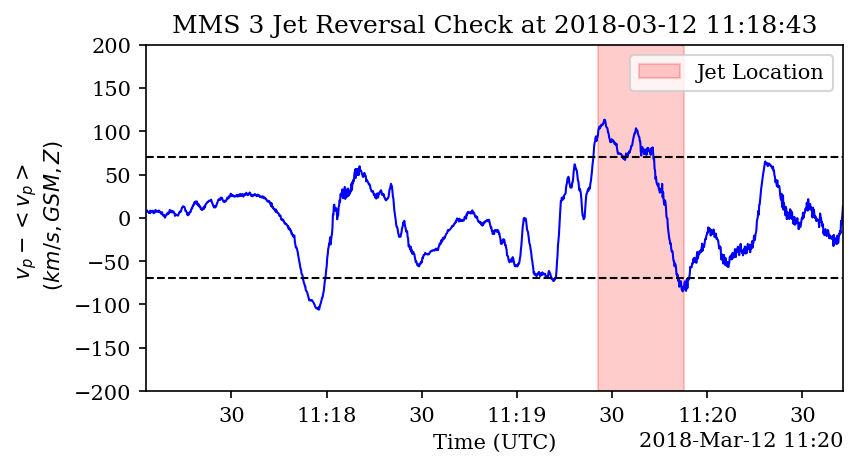 MMS 3 Jet Reversal Check at 2018-03-12 11:18:43
200
150
100
50
0
−50
−100
−150
−200
v_p − < v_p >
(km/s, GSM, Z)
Jet Location
30
11:18
30
11:19
30
11:20
30
Time (UTC)
2018-Mar-12 11:20